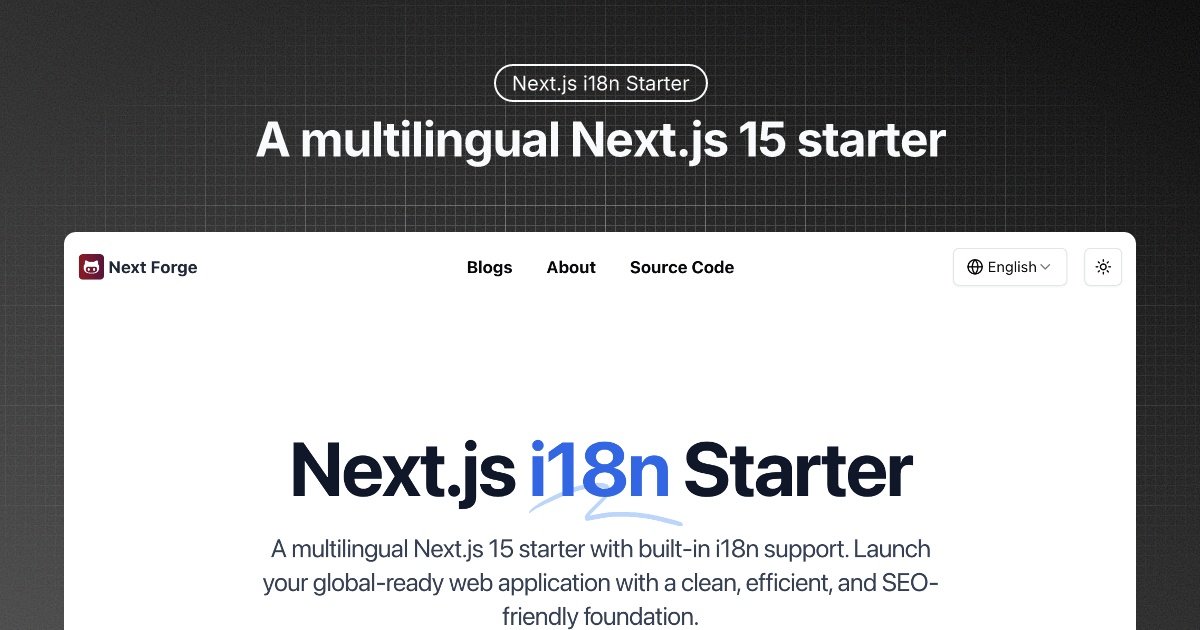 Next.js i18n Starter
A multilingual Next.js 15 starter
Next Forge
Blogs
About
Source Code
English
Next.js i18n Starter
A multilingual Next.js 15 starter with built-in i18n support. Launch
your global-ready web application with a clean, efficient, and SEO-
friendly foundation.